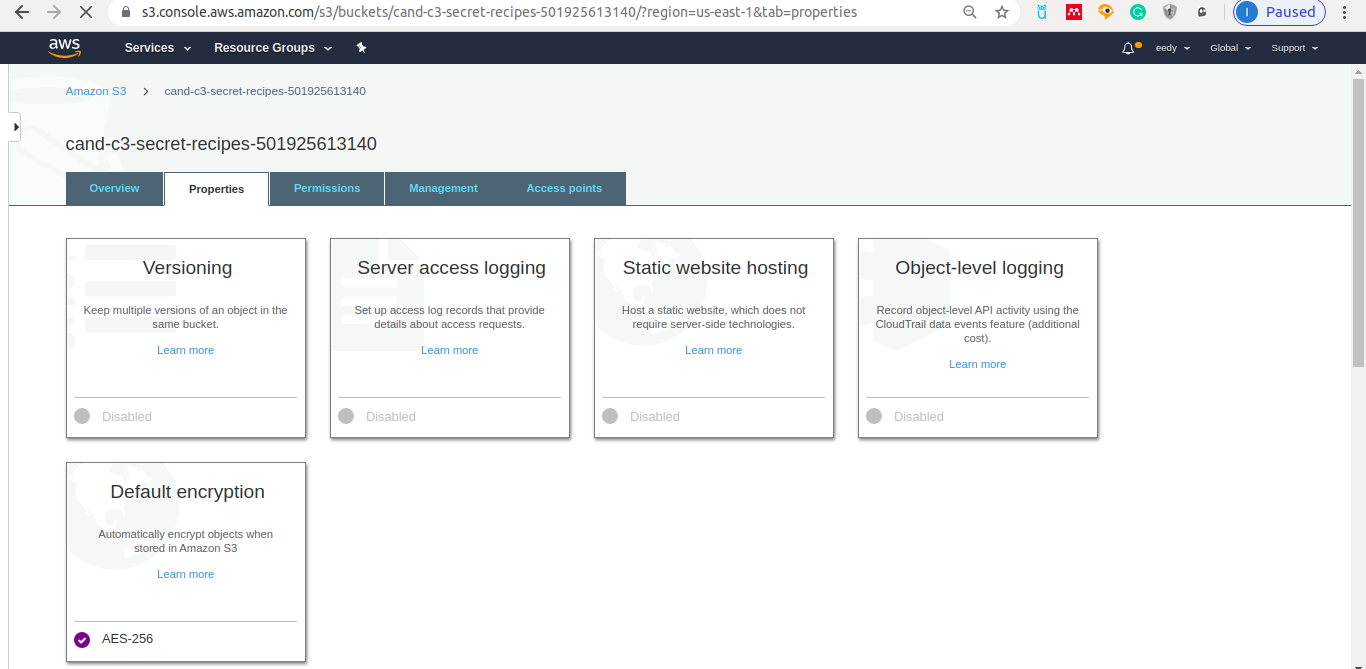 s3.console.aws.amazon.com/s3/buckets/cand-c3-secret-recipes-501925613140/?region=us-east-1&tab=properties
I Paused
aws Services Resource Groups eedy Global Support
Amazon S3 > cand-c3-secret-recipes-501925613140
cand-c3-secret-recipes-501925613140
Overview Properties Permissions Management Access points
Versioning
Keep multiple versions of an object in the
same bucket.
Learn more
Disabled
Server access logging
Set up access log records that provide
details about access requests.
Learn more
Disabled
Static website hosting
Host a static website, which does not
require server-side technologies.
Learn more
Disabled
Object-level logging
Record object-level API activity using the
CloudTrail data events feature (additional
cost).
Learn more
Disabled
Default encryption
Automatically encrypt objects when
stored in Amazon S3
Learn more
AES-256